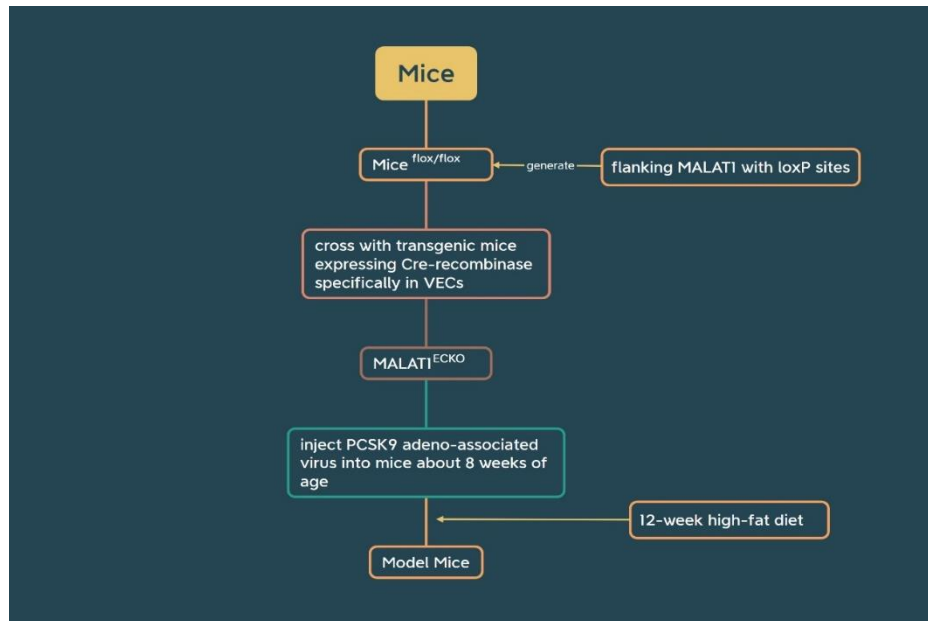 Mice
Mice flox/flox
generate
flanking MALAT1 with loxP sites
cross with transgenic mice
expressing Cre-recombinase
specifically in VECs
MALAT1 ECKO
inject PCSK9 adeno-associated
virus into mice about 8 weeks of
age
12-week high-fat diet
Model Mice